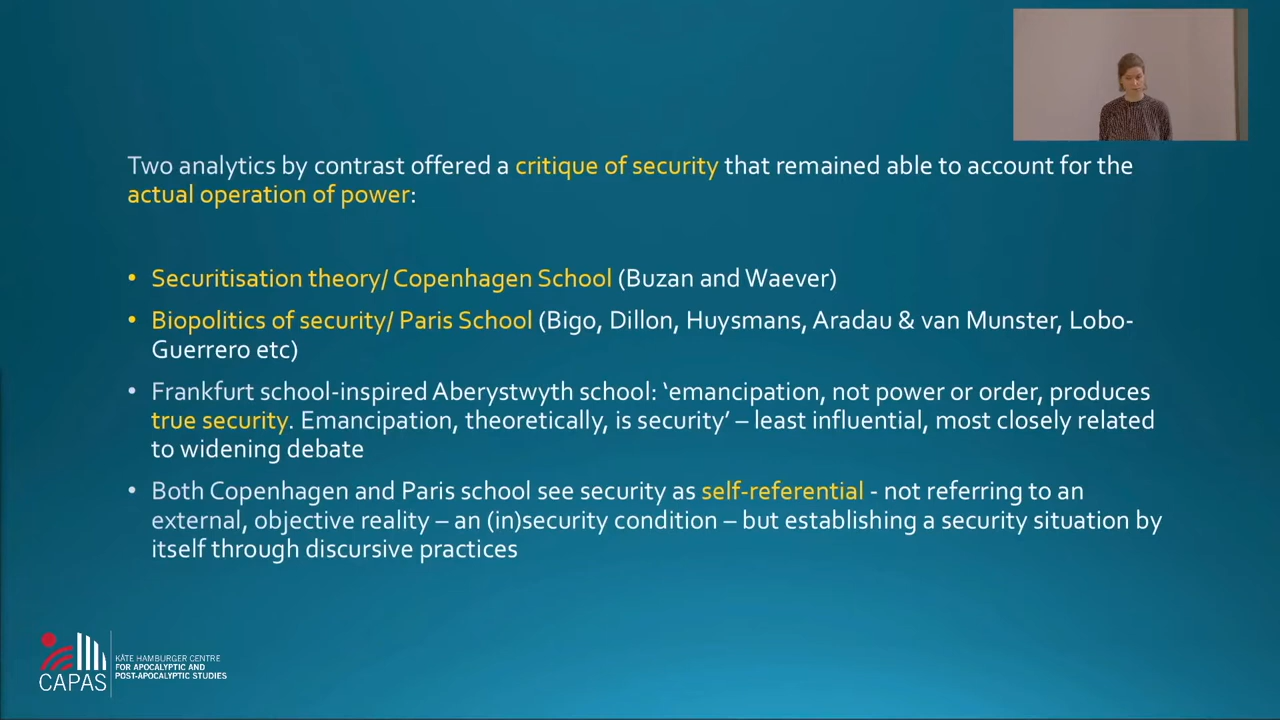 Two analytics by contrast offered a critique of security that remained able to account for the
actual operation of power:
• Securitisation theory/ Copenhagen School (Buzan and Waever)
• Biopolitics of security/ Paris School (Bigo, Dillon, Huysmans, Aradau & van Munster, Lobo-
Guerrero etc)
• Frankfurt school-inspired Aberystwyth school: ‘emancipation, not power or order, produces
true security. Emancipation, theoretically, is security’ – least influential, most closely related
to widening debate
• Both Copenhagen and Paris school see security as self-referential - not referring to an
external, objective reality – an (in)security condition – but establishing a security situation by
itself through discursive practices
CAPAS
KÄTE HAMBURGER CENTRE
FOR APOCALYPTIC AND
POST-APOCALYPTIC STUDIES